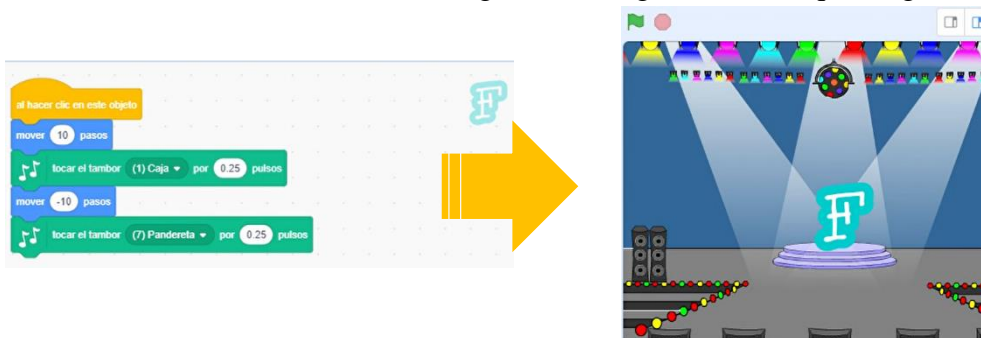 al hacer clic en este objeto
mover 10 pasos
tocar el tambor (1) Caja por 0.25 pulsos
mover -10 pasos
tocar el tambor (7) Pandereta por 0.25 pulsos
F
F